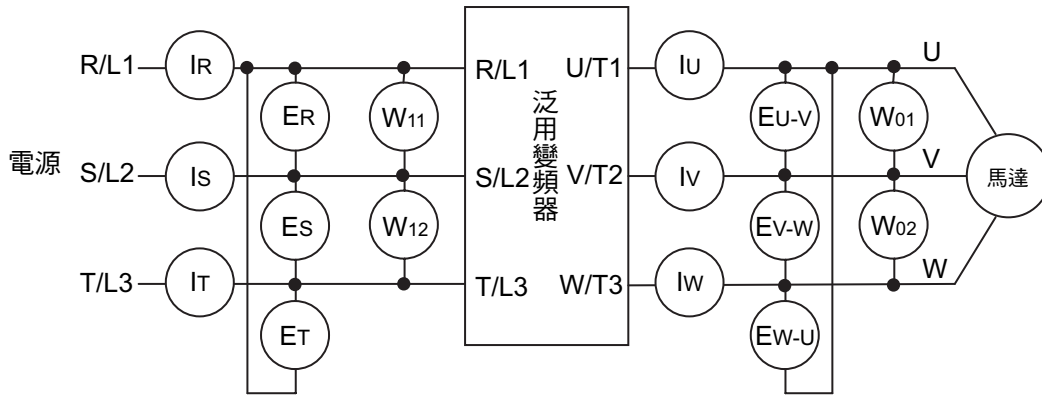 R/L1
IR
ER
W11
R/L1
U/T1
IU
EU-V
W01
U
電源
S/L2
IS
ES
W12
S/L2
泛用變頻器
V/T2
IV
EV-W
W02
V
馬達
T/L3
IT
ET
T/L3
W/T3
IW
EW-U
W